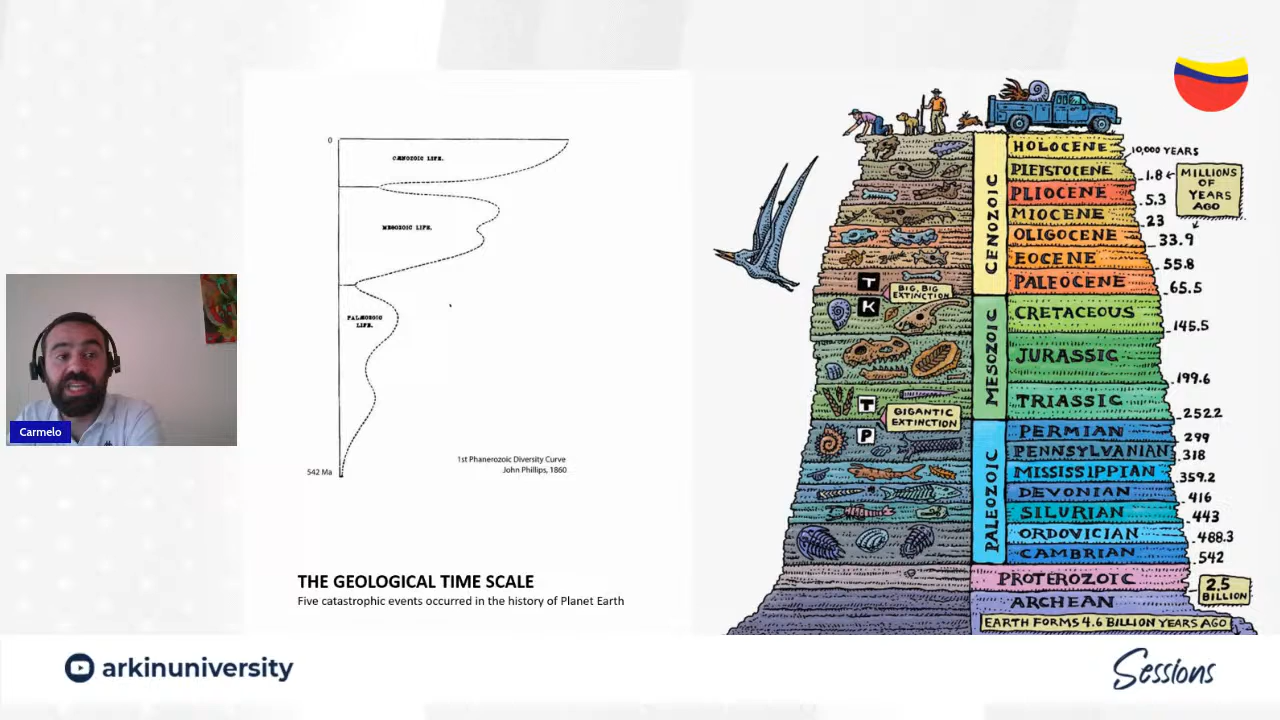 0
CÆNOZOIC LIFE.
MESOZOIC LIFE.
PALÆOZOIC
LIFE.
542 Ma
1st Phanerozoic Diversity Curve
John Phillips, 1860
THE GEOLOGICAL TIME SCALE
Five catastrophic events occurred in the history of Planet Earth
Carmelo
CENOZOIC
MESOZOIC
PALEOZOIC
HOLOCENE
PLEISTOCENE
PLIOCENE
MIOCENE
OLIGOCENE
EOCENE
PALEOCENE
CRETACEOUS
JURASSIC
TRIASSIC
PERMIAN
PENNSYLVANIAN
MISSISSIPPIAN
DEVONIAN
SILURIAN
ORDOVICIAN
CAMBRIAN
PROTEROZOIC
ARCHEAN
EARTH FORMS 4.6 BILLION YEARS AGO
T
K
BIG, BIG
EXTINCTION
T
P
GIGANTIC
EXTINCTION
10,000 YEARS
1.8
MILLIONS
OF
YEARS
AGO
5.3
23
33.9
55.8
65.5
145.5
199.6
252.2
299
318
359.2
416
443
488.3
542
2.5
BILLION
arkinuniversity
Sessions